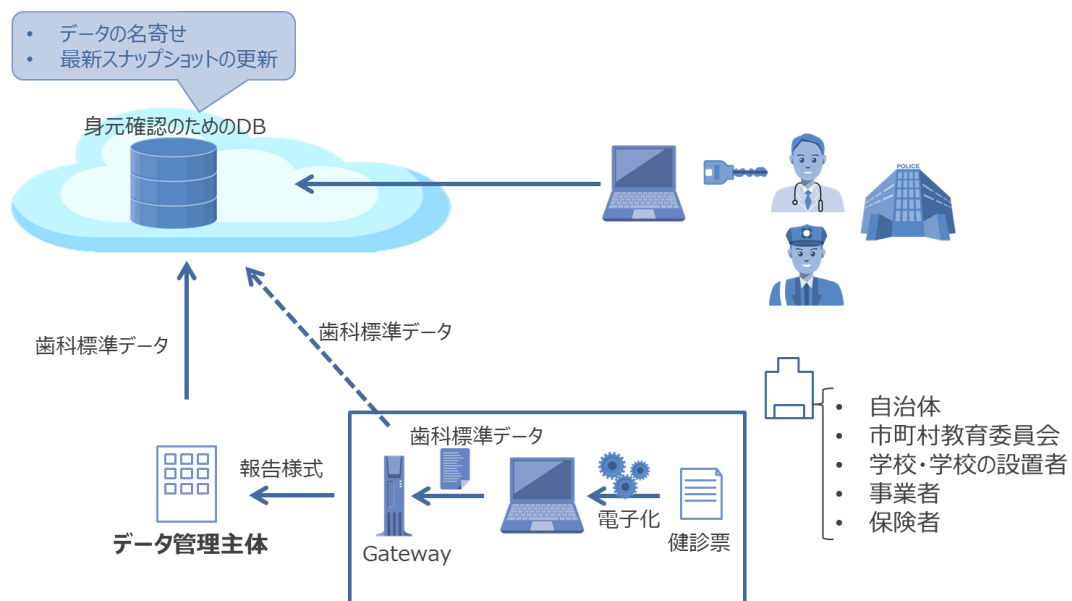 • データの名寄せ
• 最新スナップショットの更新
身元確認のためのDB
POLICE
歯科標準データ
歯科標準データ
• 自治体
• 市町村教育委員会
• 学校・学校の設置者
• 事業者
• 保険者
歯科標準データ
報告様式
電子化
データ管理主体
Gateway
健診票